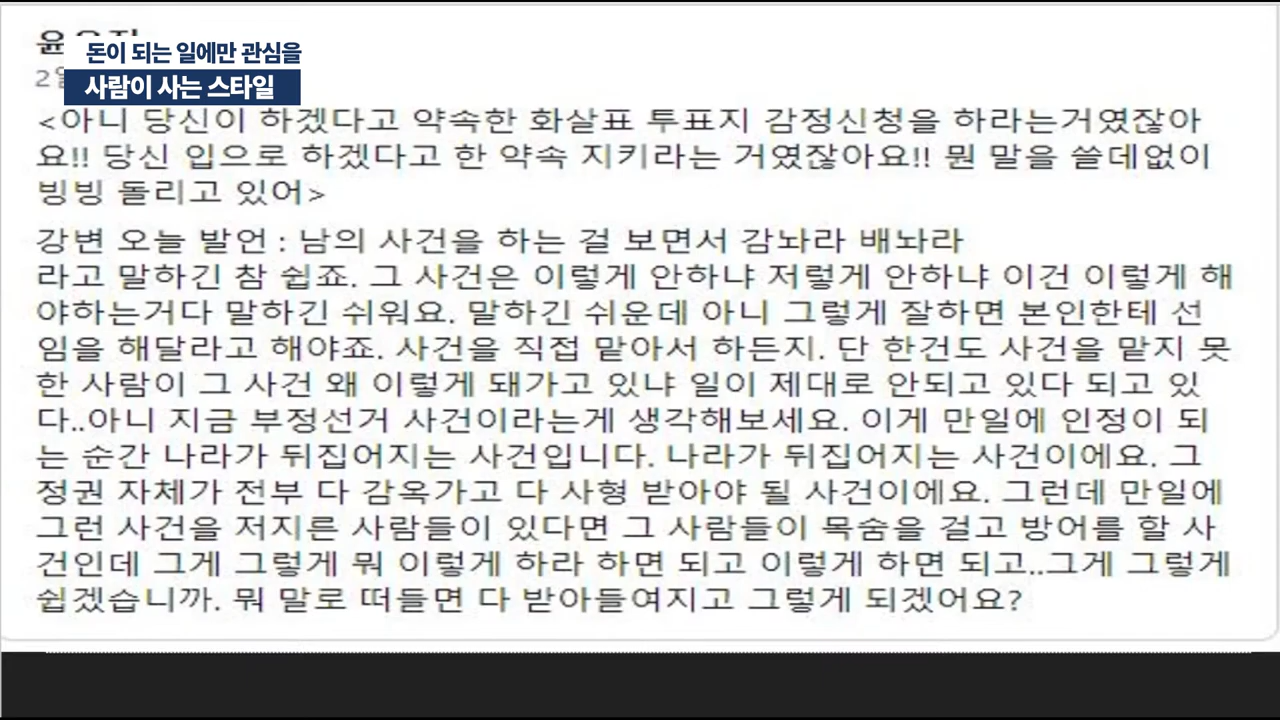 돈이 되는 일에만 관심을
사람이 사는 스타일
<아니 당신이 하겠다고 약속한 화살표 투표지 감정신청을 하라는거였잖아
요!! 당신 입으로 하겠다고 한 약속 지키라는 거였잖아요!! 뭔 말을 쓸데없이
빙빙 돌리고 있어>
강변 오늘 발언 : 남의 사건을 하는 걸 보면서 감놔라 배놔라
라고 말하긴 참 쉽죠. 그 사건은 이렇게 안하냐 저렇게 안하냐 이건 이렇게 해
야하는거다 말하긴 쉬워요. 말하긴 쉬운데 아니 그렇게 잘하면 본인한테 선
임을 해달라고 해야죠. 사건을 직접 맡아서 하든지. 단 한건도 사건을 맡지 못
한 사람이 그 사건 왜 이렇게 돼가고 있냐 일이 제대로 안되고 있다 되고 있
다..아니 지금 부정선거 사건이라는게 생각해보세요. 이게 만일에 인정이 되
는 순간 나라가 뒤집어지는 사건입니다. 나라가 뒤집어지는 사건이에요. 그
정권 자체가 전부 다 감옥가고 다 사형 받아야 될 사건이에요. 그런데 만일에
그런 사건을 저지른 사람들이 있다면 그 사람들이 목숨을 걸고 방어를 할 사
건인데 그게 그렇게 뭐 이렇게 하라 하면 되고 이렇게 하면 되고..그게 그렇게
쉽겠습니까. 뭐 말로 떠들면 다 받아들여지고 그렇게 되겠어요?